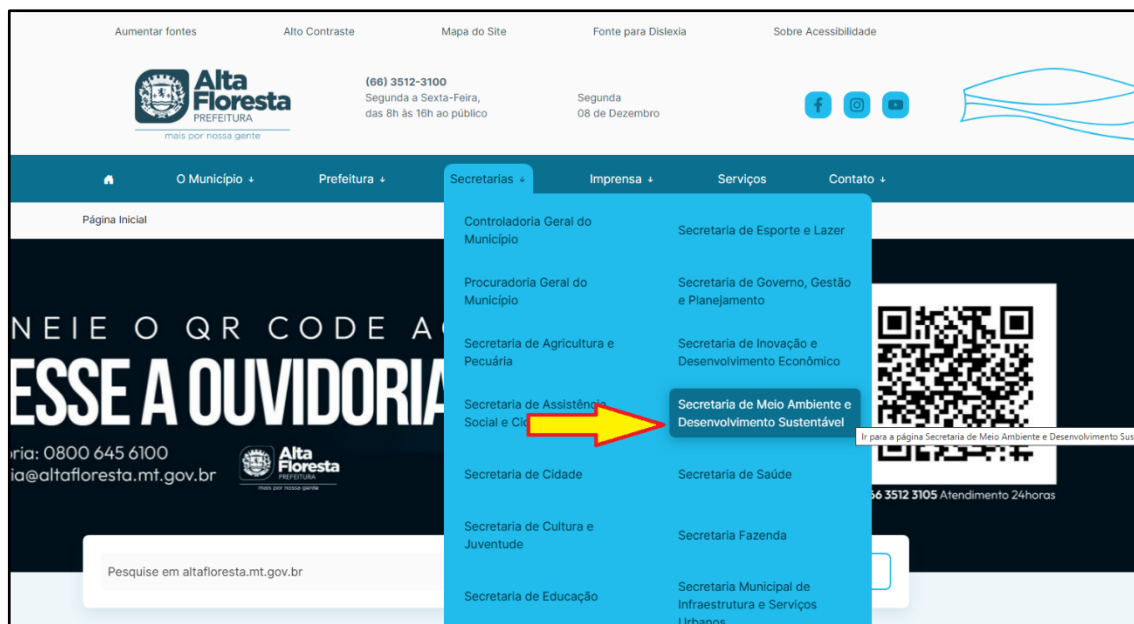 Aumentar fontes
Alto Contraste
Mapa do Site
Fonte para Dislexia
Sobre Acessibilidade
Alta
Floresta
PREFEITURA
mais por nossa gente
(66) 3512-3100
Segunda a Sexta-Feira,
das 8h às 16h ao público
Segunda
08 de Dezembro
O Município ↓
Prefeitura ↓
Secretarias ↓
Imprensa ↓
Serviços
Contato ↓
Página Inicial
Controladoria Geral do
Município
Secretaria de Esporte e Lazer
Procuradoria Geral do
Município
Secretaria de Governo, Gestão
e Planejamento
Secretaria de Agricultura e
Pecuária
Secretaria de Inovação e
Desenvolvimento Econômico
Secretaria de Assistência
Social e
Secretaria de Meio Ambiente e
Desenvolvimento Sustentável
Ir para a página Secretaria de Meio Ambiente e Desenvolvimento Sus
Secretaria de Cidade
Secretaria de Saúde
Secretaria de Cultura e
Juventude
Secretaria Fazenda
Secretaria de Educação
Secretaria Municipal de
Infraestrutura e Serviços
Urbanos
NEIE O QR CODE A
ESSE A OUVIDORIA
ria: 0800 645 6100
ia@altafloresta.mt.gov.br
Alta
Floresta
PREFEITURA
mais por nossa gente
66 3512 3105 Atendimento 24horas
Pesquise em altafloresta.mt.gov.br